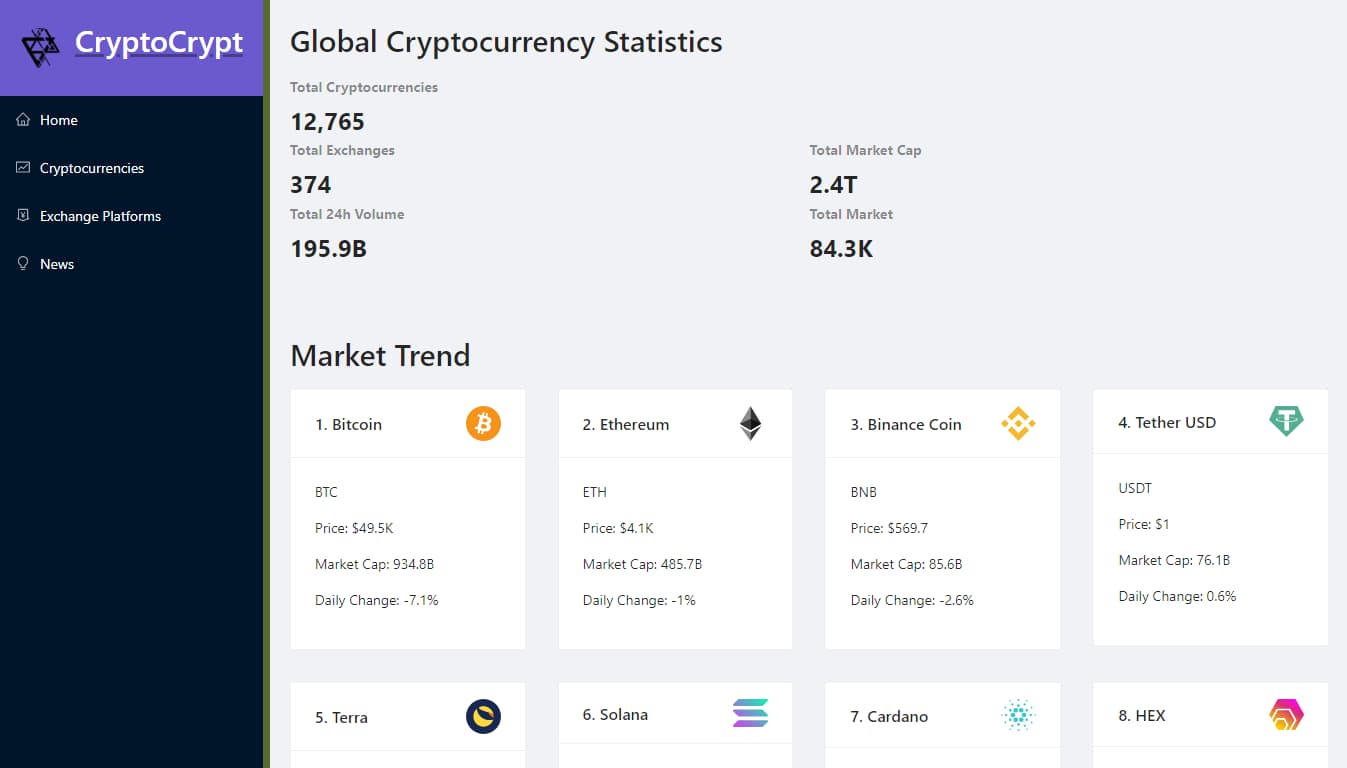 CryptoCrypt
Home
Cryptocurrencies
Exchange Platforms
News
Global Cryptocurrency Statistics
Total Cryptocurrencies
12,765
Total Exchanges
374
Total Market Cap
2.4T
Total 24h Volume
195.9B
Total Market
84.3K
Market Trend
1. Bitcoin
BTC
Price: $49.5K
Market Cap: 934.8B
Daily Change: -7.1%
2. Ethereum
ETH
Price: $4.1K
Market Cap: 485.7B
Daily Change: -1%
3. Binance Coin
BNB
Price: $569.7
Market Cap: 85.6B
Daily Change: -2.6%
4. Tether USD
USDT
Price: $1
Market Cap: 76.1B
Daily Change: 0.6%
5. Terra
6. Solana
7. Cardano
8. HEX